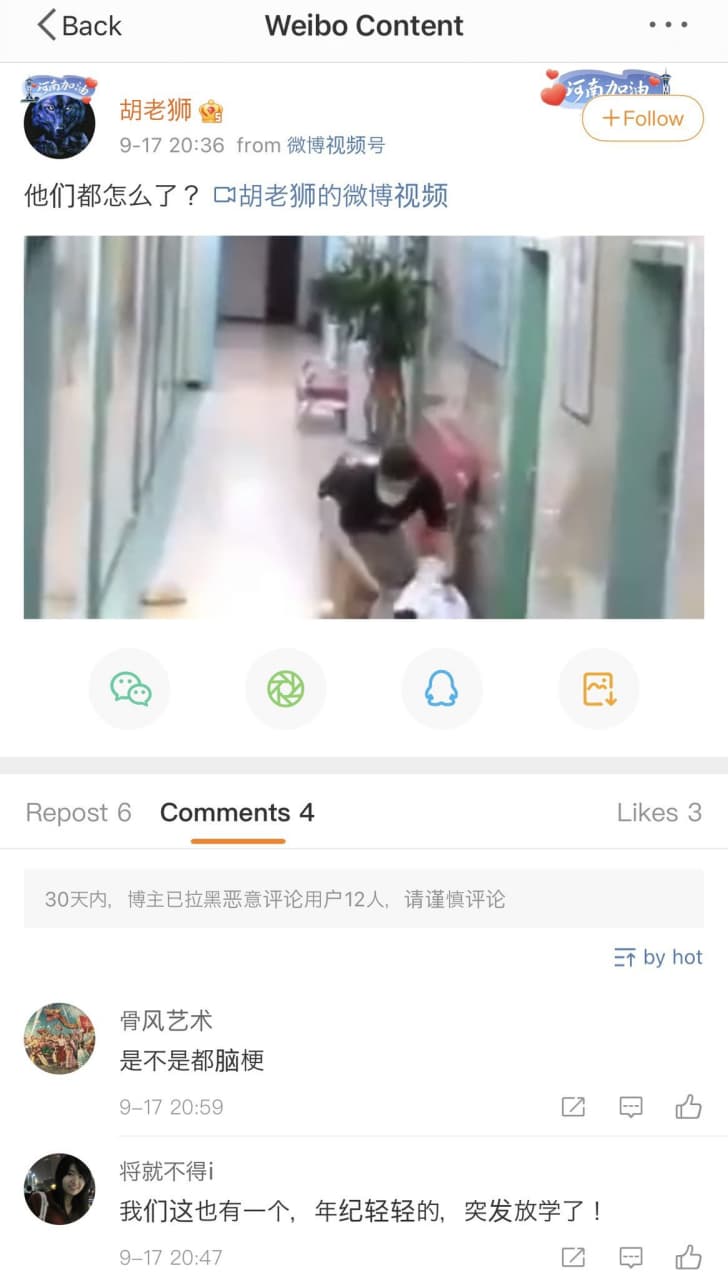 Back
Weibo Content
河南加油
河南加油
胡老狮
+Follow
9-17 20:36 from 微博视频号
他们都怎么了？ 胡老狮的微博视频
Repost 6 Comments 4 Likes 3
30天内，博主已拉黑恶意评论用户12人，请谨慎评论
by hot
骨风艺术
是不是都脑梗
9-17 20:59
将就不得i
我们这也有一个，年纪轻轻的，突发放学了！
9-17 20:47